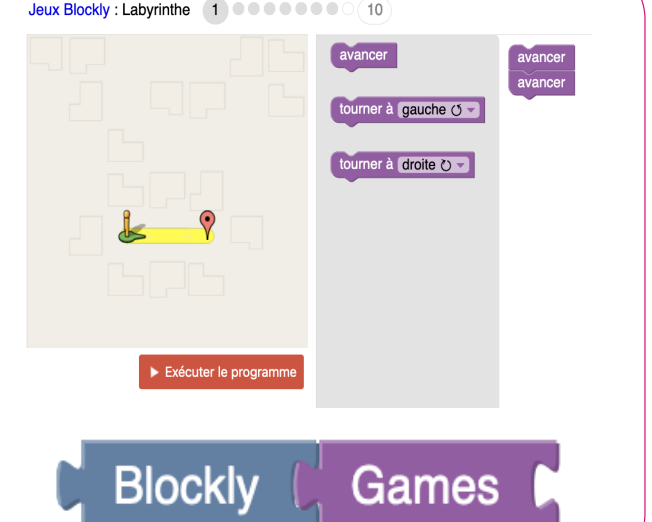 Jeux Blockly : Labyrinthe 1 10
avancer
tourner à gauche
tourner à droite
avancer
avancer
Exécuter le programme
Blockly Games